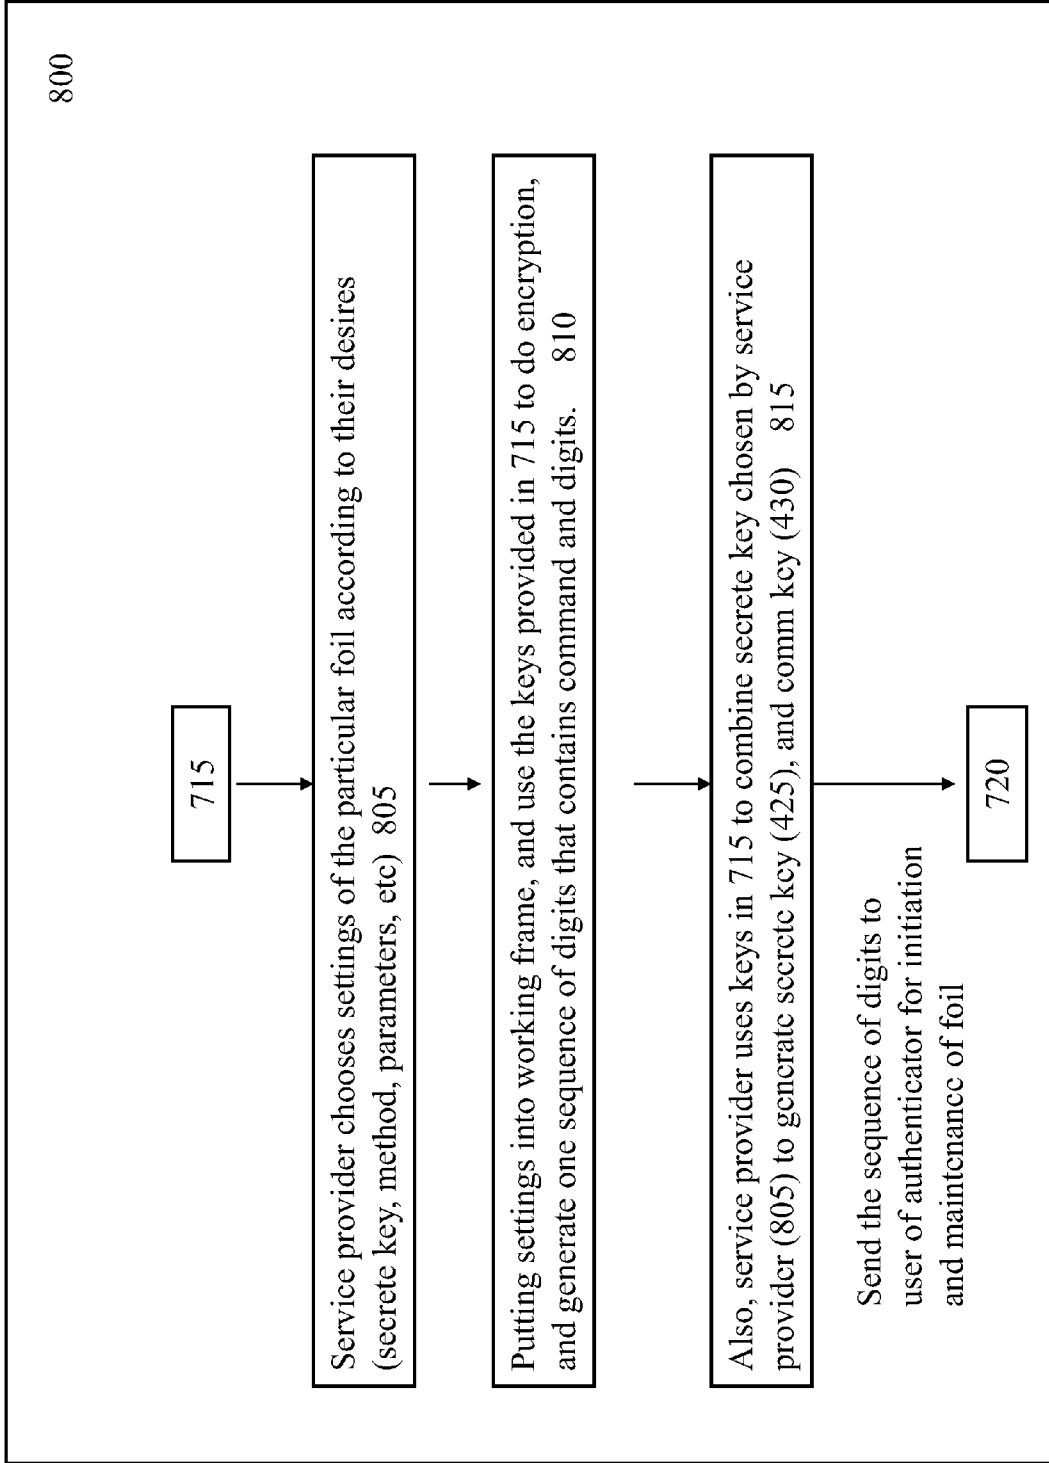 800
715
Service provider chooses settings of the particular foil according to their desires
(secrete key, method, parameters, etc) 805
Putting settings into working frame, and use the keys provided in 715 to do encryption,
and generate one sequence of digits that contains command and digits. 810
Also, service provider uses keys in 715 to combine secrete key chosen by service
provider (805) to generate secrete key (425), and comm key (430) 815
Send the sequence of digits to
user of authenticator for initiation
and maintenance of foil
720